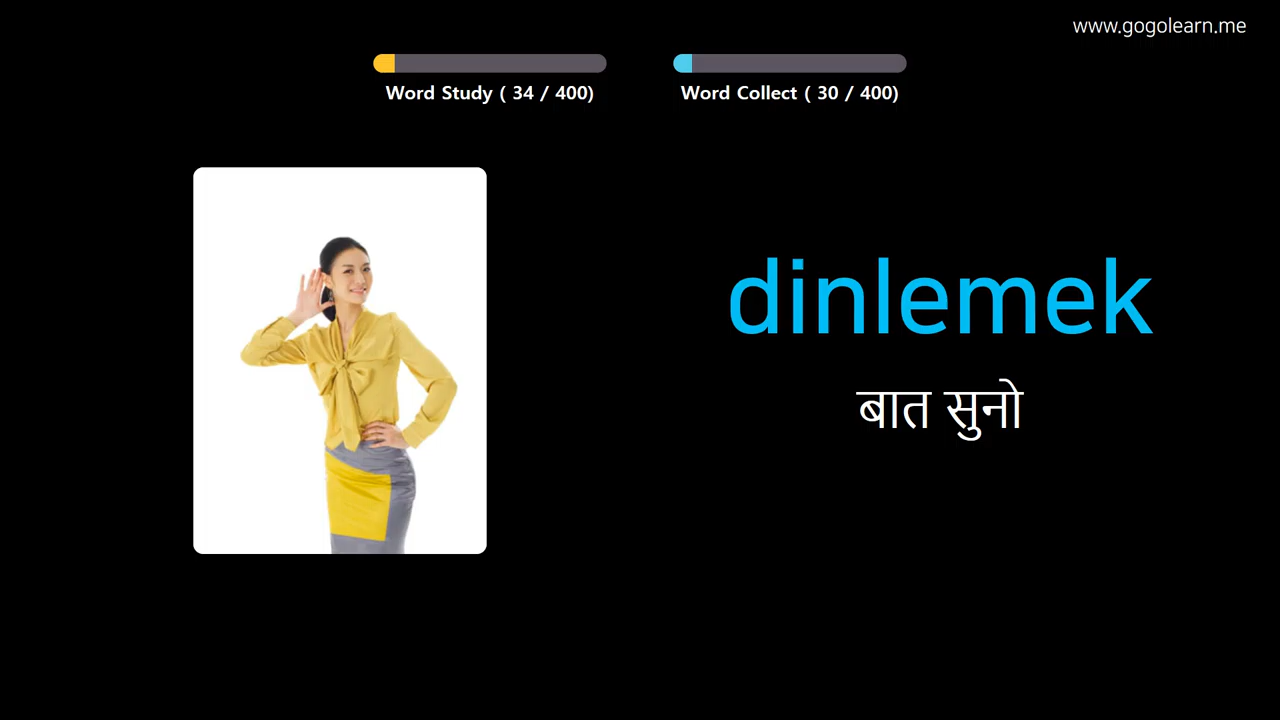 www.gogolearn.me
Word Study ( 34 / 400)
Word Collect ( 30 / 400)
dinlemek
बात सुनो